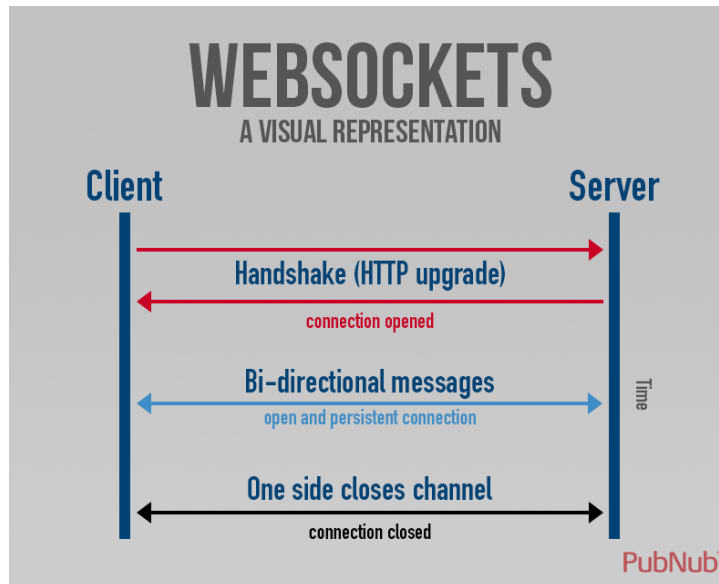 WEBSOCKETS
A VISUAL REPRESENTATION
Client
Server
Handshake (HTTP upgrade)
connection opened
Bi-directional messages
open and persistent connection
Time
One side closes channel
connection closed
PubNub